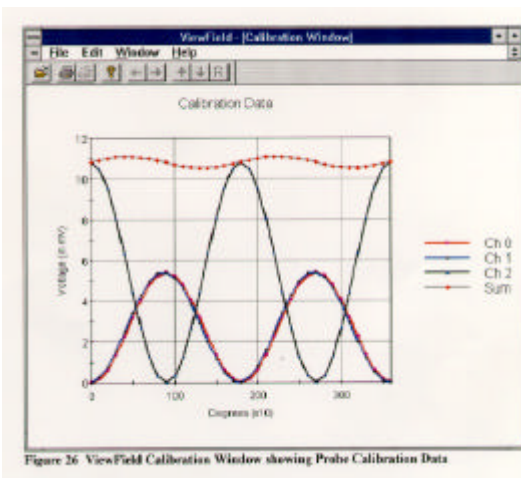 ViewField - [Calibration Window]
File Edit Window Help
R
Calibration Data
12
10
8
6
4
2
0
Voltage (in mV)
0 100 200 300
Degrees (x10)
Ch 0
Ch 1
Ch 2
Sum
Figure 26 ViewField Calibration Window showing Probe Calibration Data